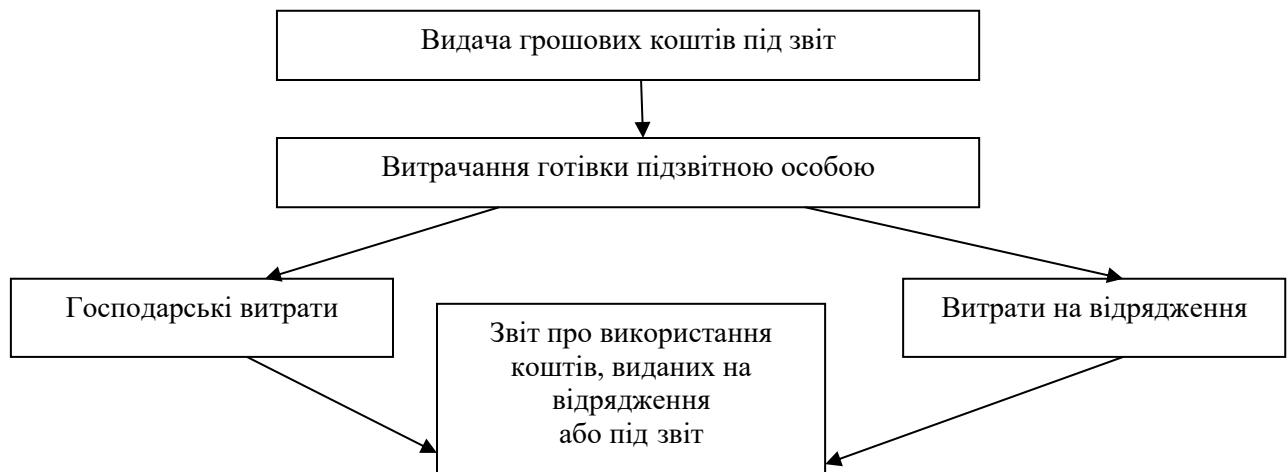 Видача грошових коштів під звіт
Витрачання готівки підзвітною особою
Господарські витрати
Витрати на відрядження
Звіт про використання
коштів, виданих на
відрядження
або під звіт